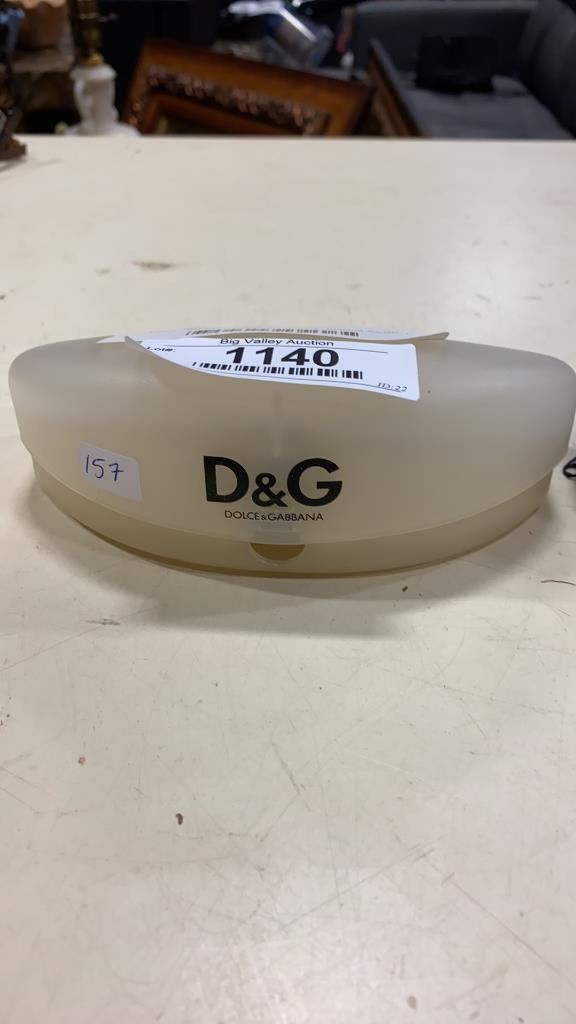 Big Valley Auction
Lot#:
1140
ID:22
157
D&G
DOLCE & GABBANA